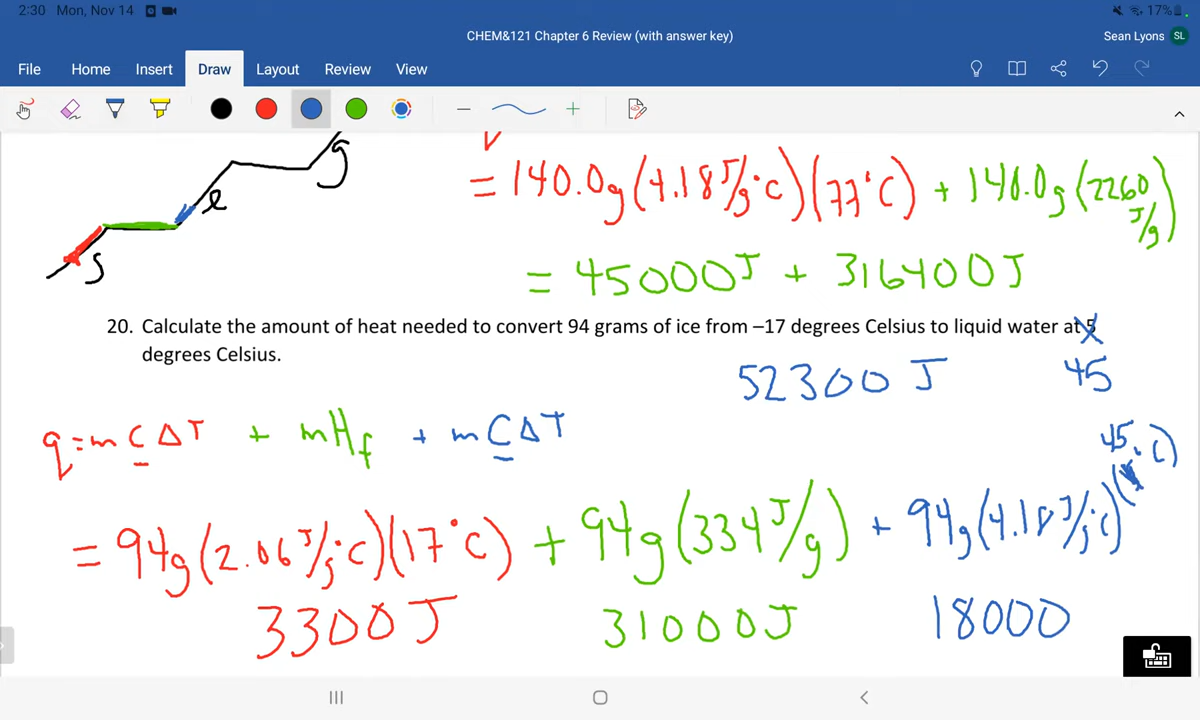 2:30 Mon, Nov 14 17%
CHEM&121 Chapter 6 Review (with answer key)
Sean Lyons SL
File Home Insert Draw Layout Review View
g
l
s
= 140.0g (4.18 J/g°C) (77°C) + 140.0g (2260 J/g)
= 45000J + 316400J
20. Calculate the amount of heat needed to convert 94 grams of ice from –17 degrees Celsius to liquid water at 5
degrees Celsius.
52300 J
45
q = mCΔT + mHf + mCΔT
45°C)
= 94g (2.06 J/g°C) (17°C) + 94g (334 J/g) + 94g (4.18 J/g°C) (
3300J 31000J 18000